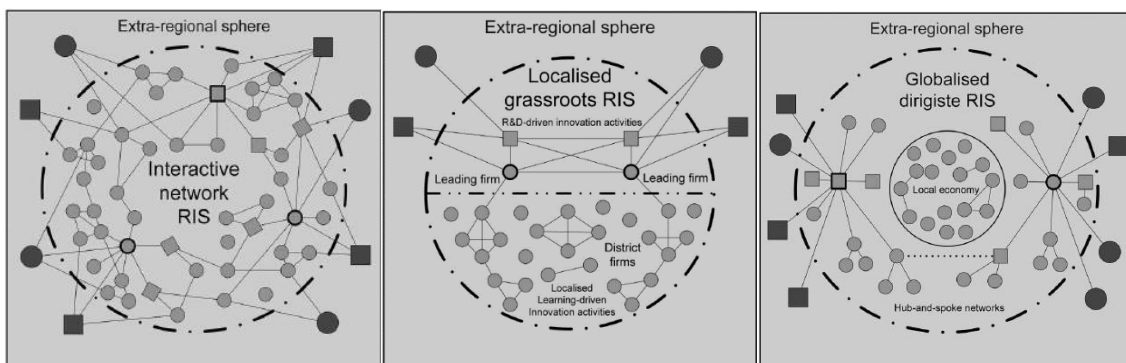 Extra-regional sphere
Interactive
network
RIS
Extra-regional sphere
Localised
grassroots RIS
R&D-driven innovation activities
Leading firm
Leading firm
District
firms
Localised
Learning-driven
Innovation activities
Extra-regional sphere
Globalised
dirigiste RIS
Local economy
Hub-and-spoke networks